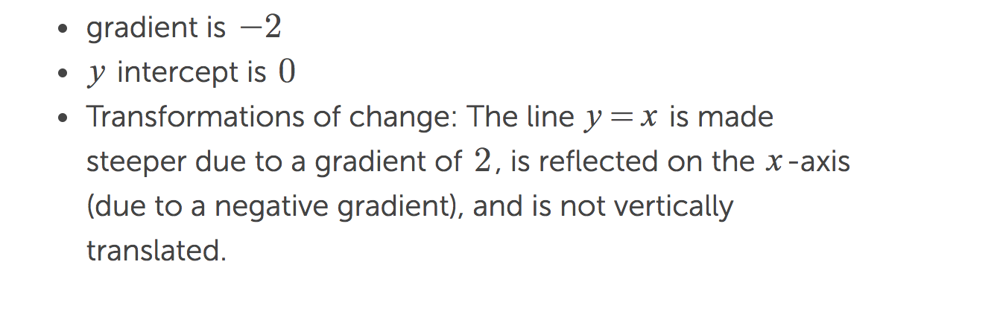 • gradient is −2
• y intercept is 0
• Transformations of change: The line y = x is made
steeper due to a gradient of 2, is reflected on the x-axis
(due to a negative gradient), and is not vertically
translated.